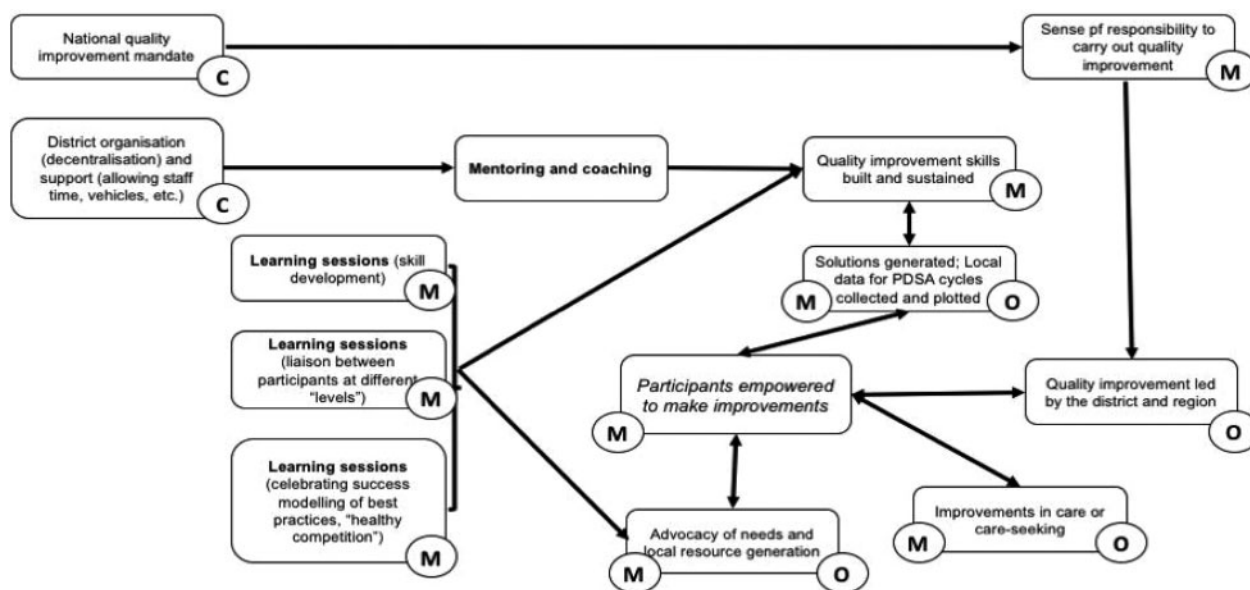 National quality
improvement mandate
C
Sense pf responsibility to
carry out quality
improvement
M
District organisation
(decentralisation) and
support (allowing staff
time, vehicles, etc.)
C
Mentoring and coaching
Quality improvement skills
built and sustained
M
Learning sessions (skill
development)
M
Solutions generated; Local
data for PDSA cycles
collected and plotted
M
O
Learning sessions
(liaison between
participants at different
"levels")
M
Participants empowered
to make improvements
M
Quality improvement led
by the district and region
O
Learning sessions
(celebrating success
modelling of best
practices, "healthy
competition")
M
Advocacy of needs and
local resource generation
M
O
Improvements in care or
care-seeking
M
O